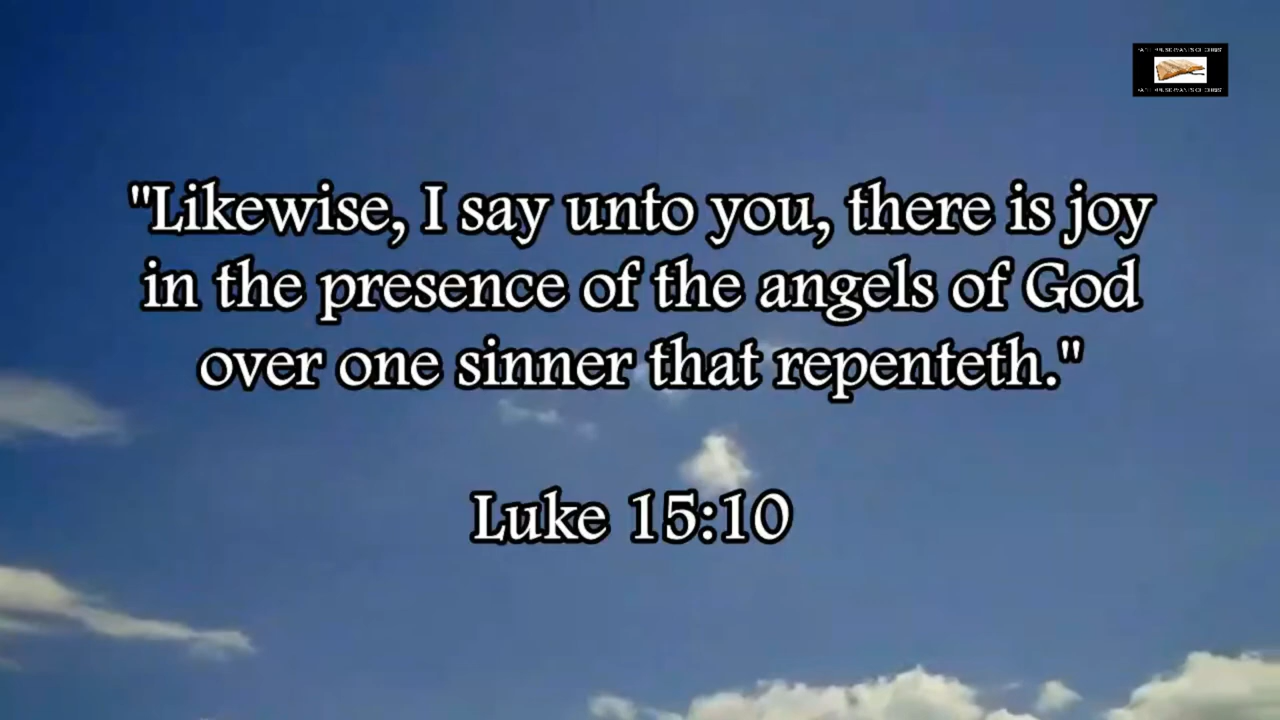 "Likewise, I say unto you, there is joy
in the presence of the angels of God
over one sinner that repenteth."
Luke 15:10